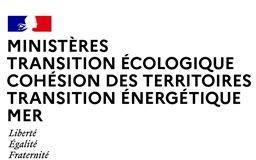 MINISTÈRES
TRANSITION ÉCOLOGIQUE
COHÉSION DES TERRITOIRES
TRANSITION ÉNERGÉTIQUE
MER
Liberté
Égalité
Fraternité